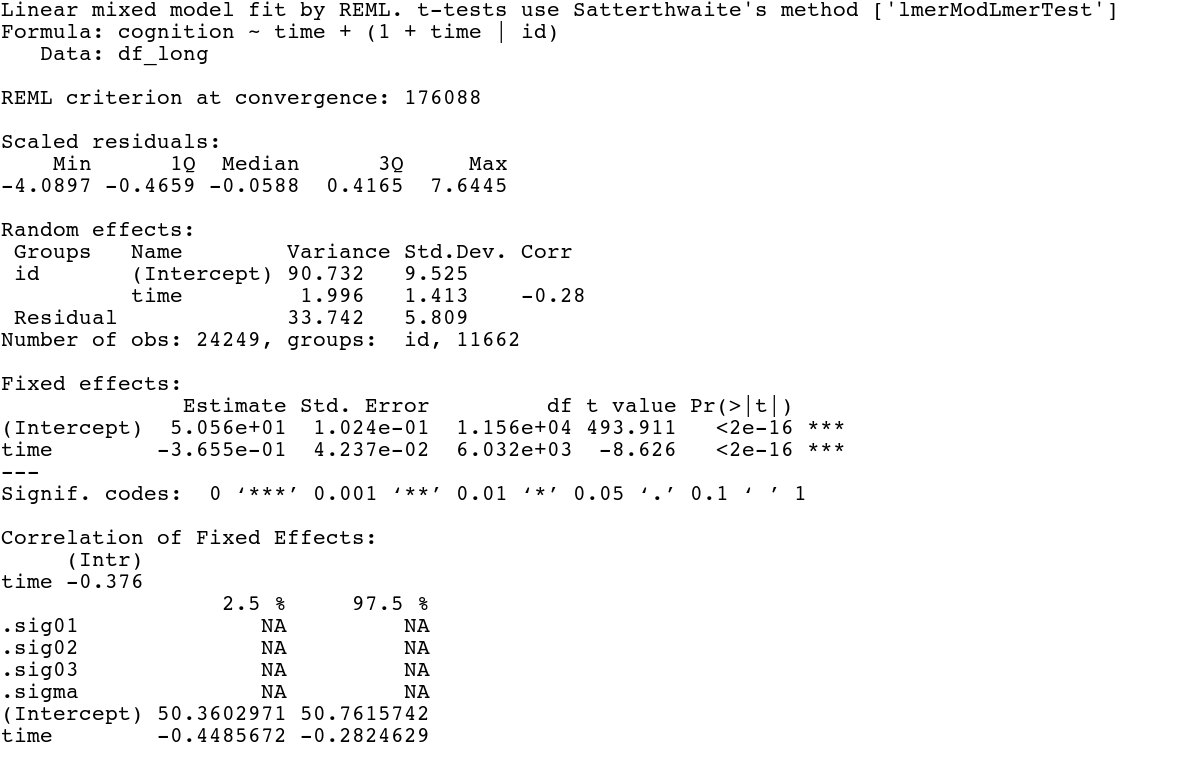 Linear mixed model fit by REML. t-tests use Satterthwaite's method ['lmerModLmerTest']
Formula: cognition ~ time + (1 + time | id)
   Data: df_long

REML criterion at convergence: 176088

Scaled residuals:
    Min      1Q  Median      3Q     Max
-4.0897 -0.4659 -0.0588  0.4165  7.6445

Random effects:
 Groups   Name        Variance Std.Dev. Corr
 id       (Intercept) 90.732   9.525
          time         1.996   1.413    -0.28
 Residual             33.742   5.809
Number of obs: 24249, groups:  id, 11662

Fixed effects:
              Estimate Std. Error         df t value Pr(>|t|)
(Intercept)  5.056e+01  1.024e-01  1.156e+04 493.911   <2e-16 ***
time        -3.655e-01  4.237e-02  6.032e+03  -8.626   <2e-16 ***
---
Signif. codes:  0 ‘***’ 0.001 ‘**’ 0.01 ‘*’ 0.05 ‘.’ 0.1 ‘ ’ 1

Correlation of Fixed Effects:
     (Intr)
time -0.376
                 2.5 %     97.5 %
.sig01              NA         NA
.sig02              NA         NA
.sig03              NA         NA
.sigma              NA         NA
(Intercept) 50.3602971 50.7615742
time        -0.4485672 -0.2824629